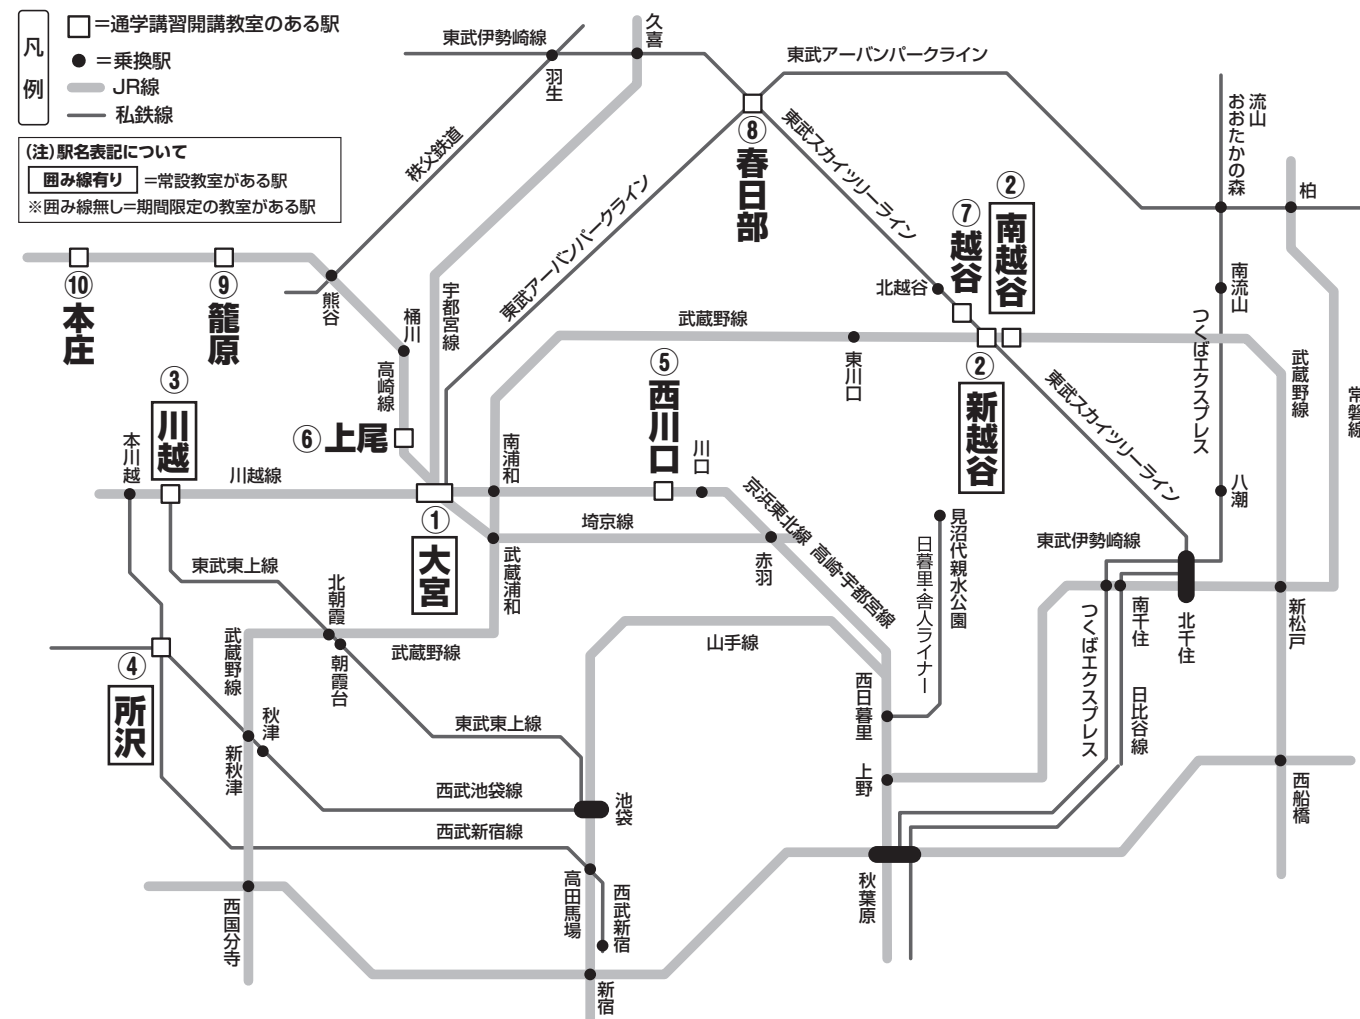 凡例
□=通学講習開講教室のある駅
●=乗換駅
JR線
私鉄線
(注)駅名表記について
囲み線有り =常設教室がある駅
※囲み線無し=期間限定の教室がある駅
東武伊勢崎線
羽生
久喜
東武アーバンパークライン
秩父鉄道
⑧
春日部
東武スカイツリーライン
流山おおたかの森
柏
⑩
本庄
⑨
籠原
熊谷
桶川
高崎線
宇都宮線
東武アーバンパークライン
⑦
越谷
②
南越谷
北越谷
南流山
武蔵野線
東川口
つくばエクスプレス
武蔵野線
常磐線
③
川越
本川越
川越線
⑥上尾
南浦和
⑤
西川口
川口
②
新越谷
東武スカイツリーライン
八潮
①
大宮
埼京線
武蔵浦和
京浜東北線
高崎・宇都宮線
赤羽
見沼代親水公園
日暮里・舎人ライナー
東武伊勢崎線
東武東上線
北朝霞
朝霞台
武蔵野線
武蔵野線
山手線
つくばエクスプレス
南千住
北千住
新松戸
④
所沢
秋津
新秋津
東武東上線
西日暮里
日比谷線
西武池袋線
池袋
上野
西船橋
西武新宿線
西国分寺
高田馬場
西武新宿
秋葉原
新宿